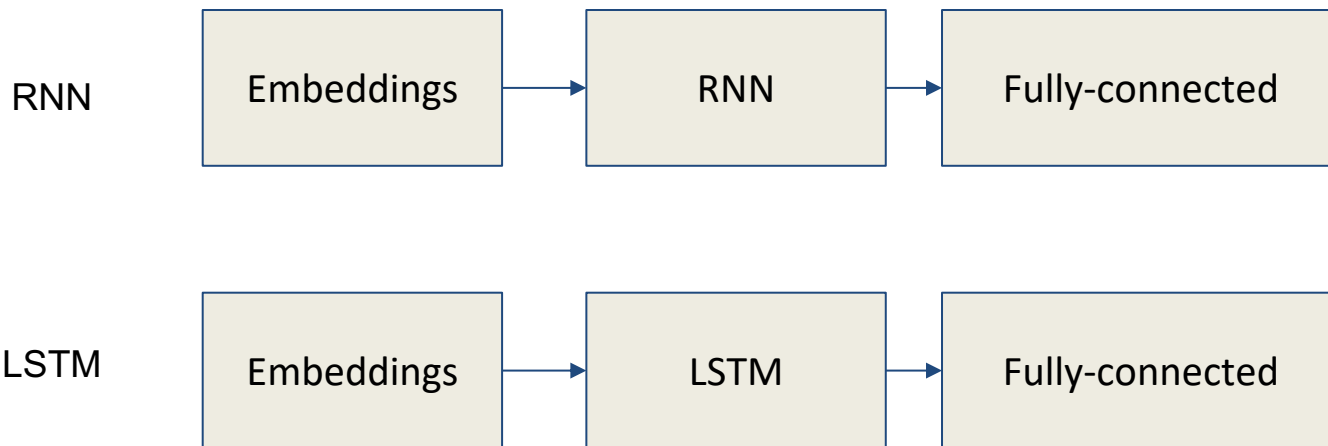 RNN
Embeddings
RNN
Fully-connected
LSTM
Embeddings
LSTM
Fully-connected